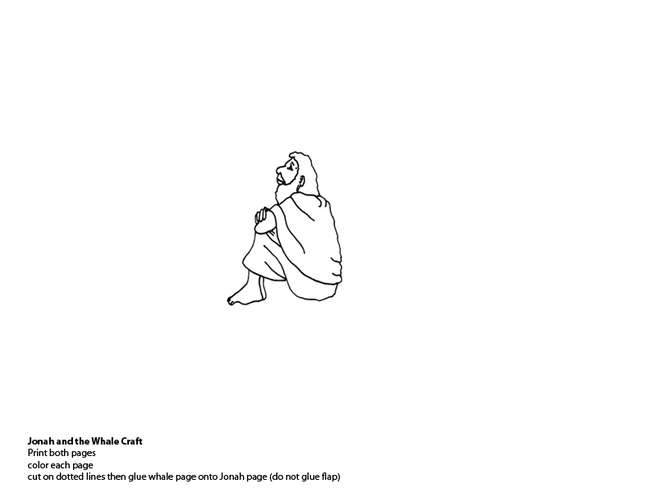 Jonah and the Whale Craft
Print both pages
color each page
cut on dotted lines then glue whale page onto Jonah page (do not glue flap)